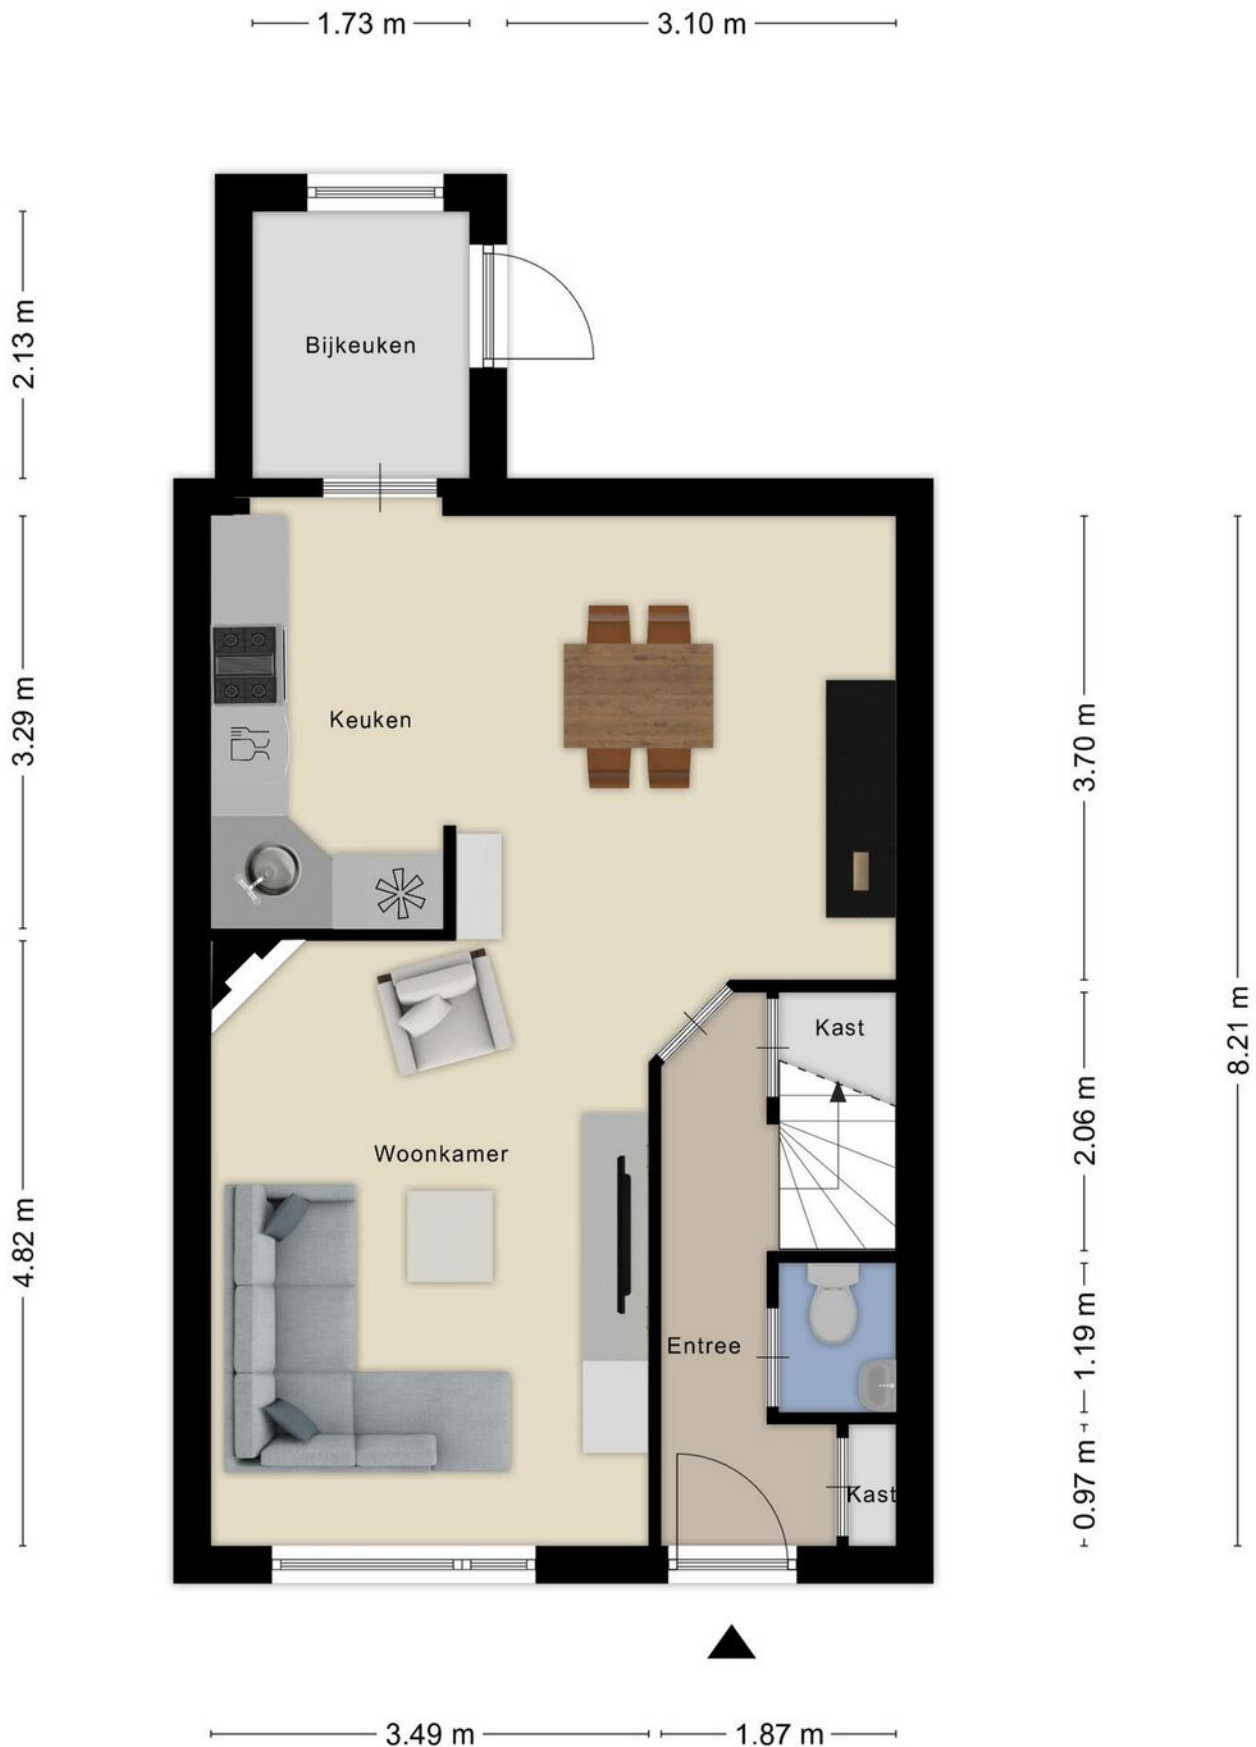 1.73 m
3.10 m
2.13 m
Bijkeuken
3.29 m
Keuken
3.70 m
8.21 m
Kast
4.82 m
Woonkamer
2.06 m
Entree
1.19 m
Kast
0.97 m
3.49 m
1.87 m